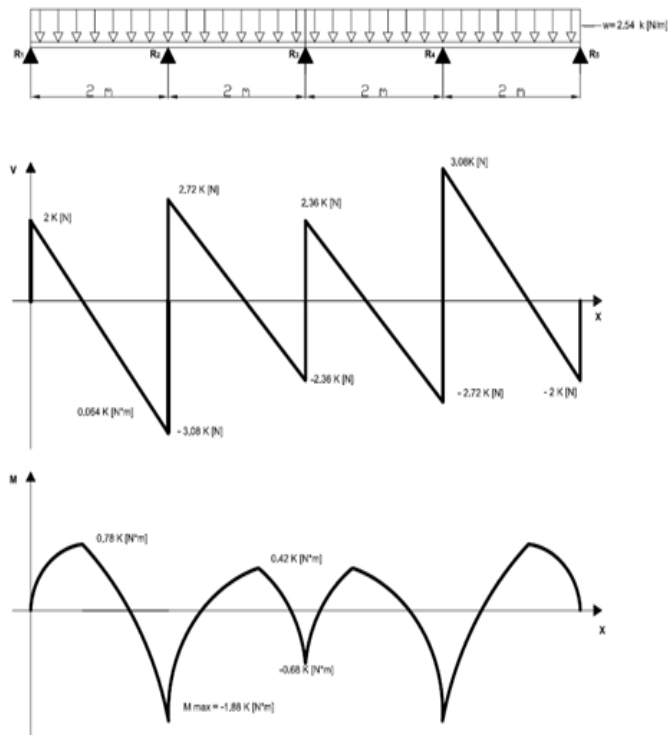 w= 2,54 k [N/m]
R1 R2 R3 R4 R5
2 m 2 m 2 m 2 m
V
3,08K [N]
2,72 K [N]
2,36 K [N]
2 K [N]
X
-2,36 K [N]
- 2,72 K [N]
- 2 K [N]
0,064 K [N*m]
- 3,08 K [N]
M
0,78 K [N*m]
0,42 K [N*m]
X
-0,68 K [N*m]
M max = -1,88 K [N*m]